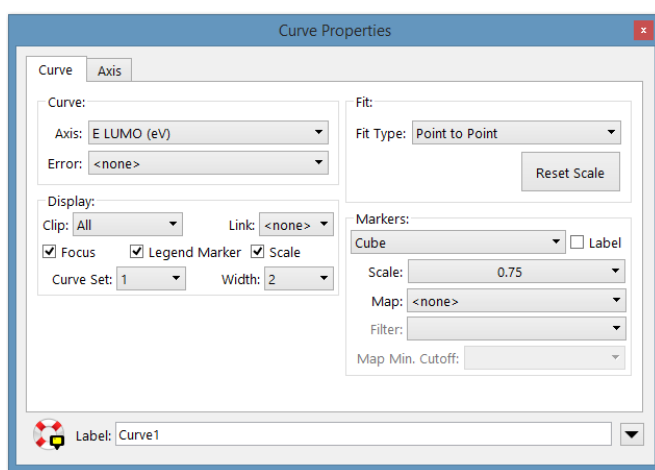 Curve Properties
x
Curve Axis
Curve:
Axis: E LUMO (eV)
Error: <none>
Display:
Clip: All Link: <none>
Focus Legend Marker Scale
Curve Set: 1 Width: 2
Fit:
Fit Type: Point to Point
Reset Scale
Markers:
Cube Label
Scale: 0.75
Map: <none>
Filter:
Map Min. Cutoff:
Label: Curve1